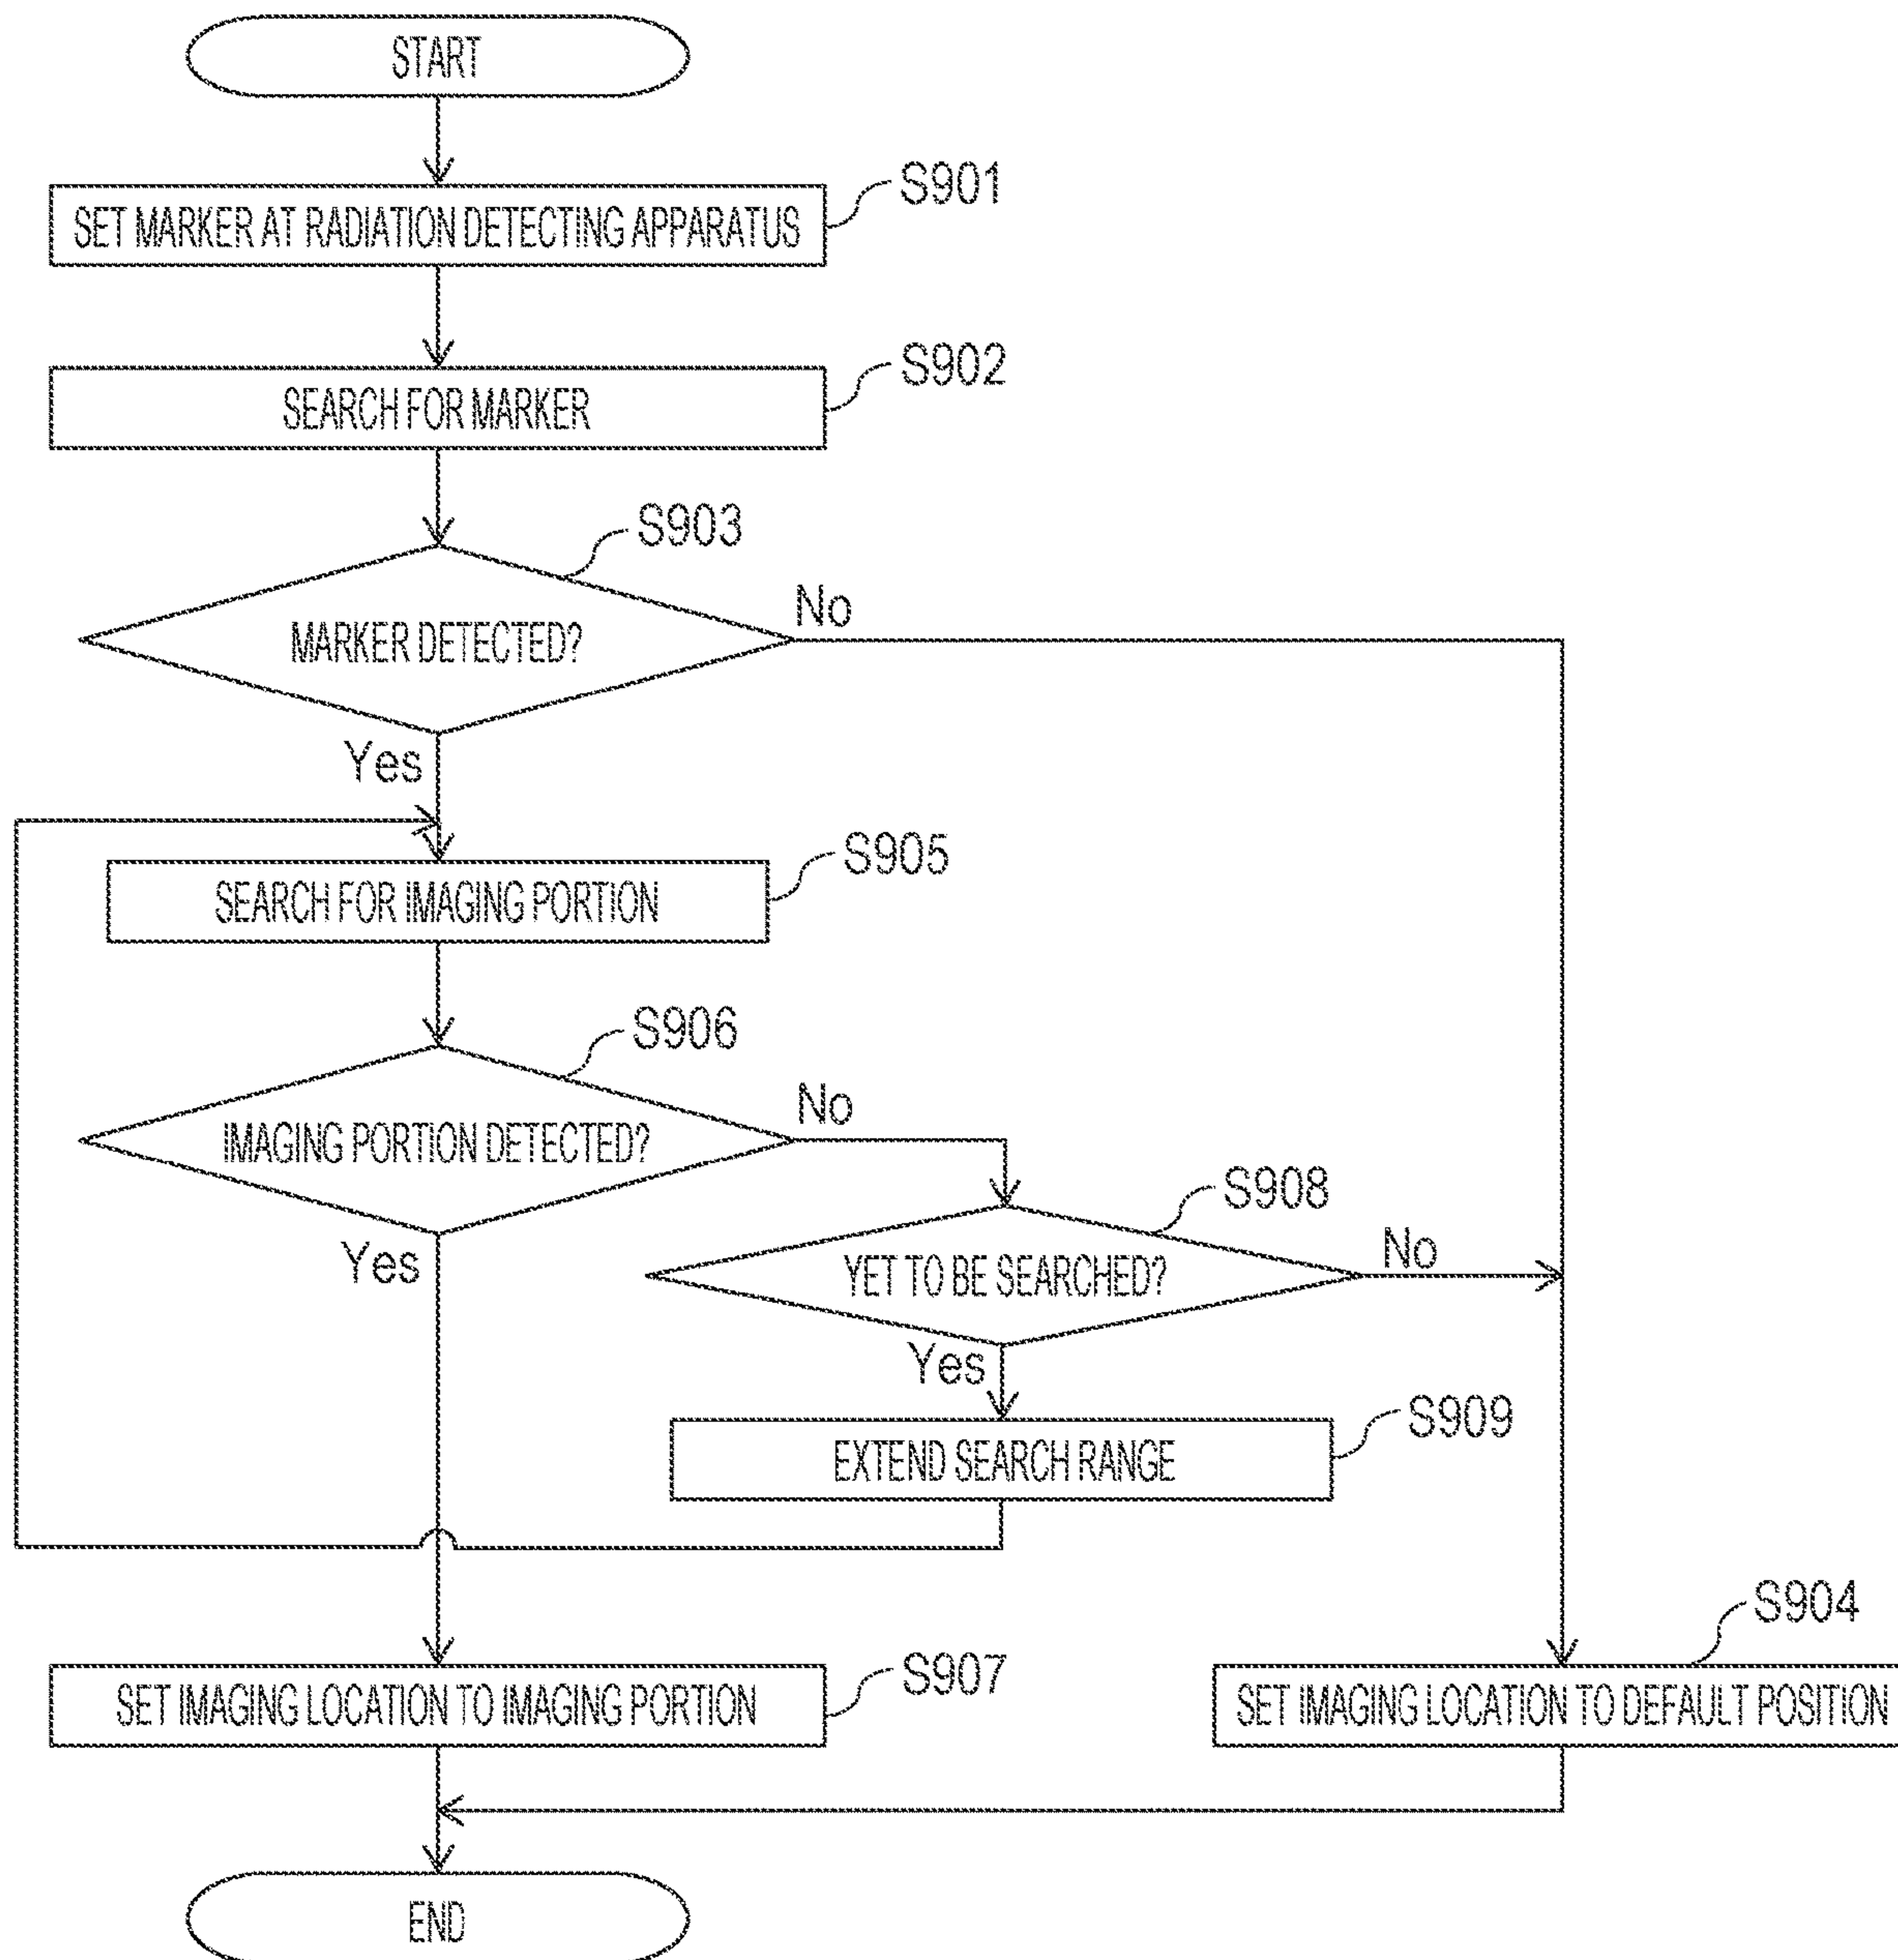 START
S901
SET MARKER AT RADIATION DETECTING APPARATUS
S902
SEARCH FOR MARKER
S903
MARKER DETECTED?
No
Yes
S905
SEARCH FOR IMAGING PORTION
S906
IMAGING PORTION DETECTED?
No
Yes
S908
YET TO BE SEARCHED?
No
Yes
S909
EXTEND SEARCH RANGE
S907
SET IMAGING LOCATION TO IMAGING PORTION
S904
SET IMAGING LOCATION TO DEFAULT POSITION
END